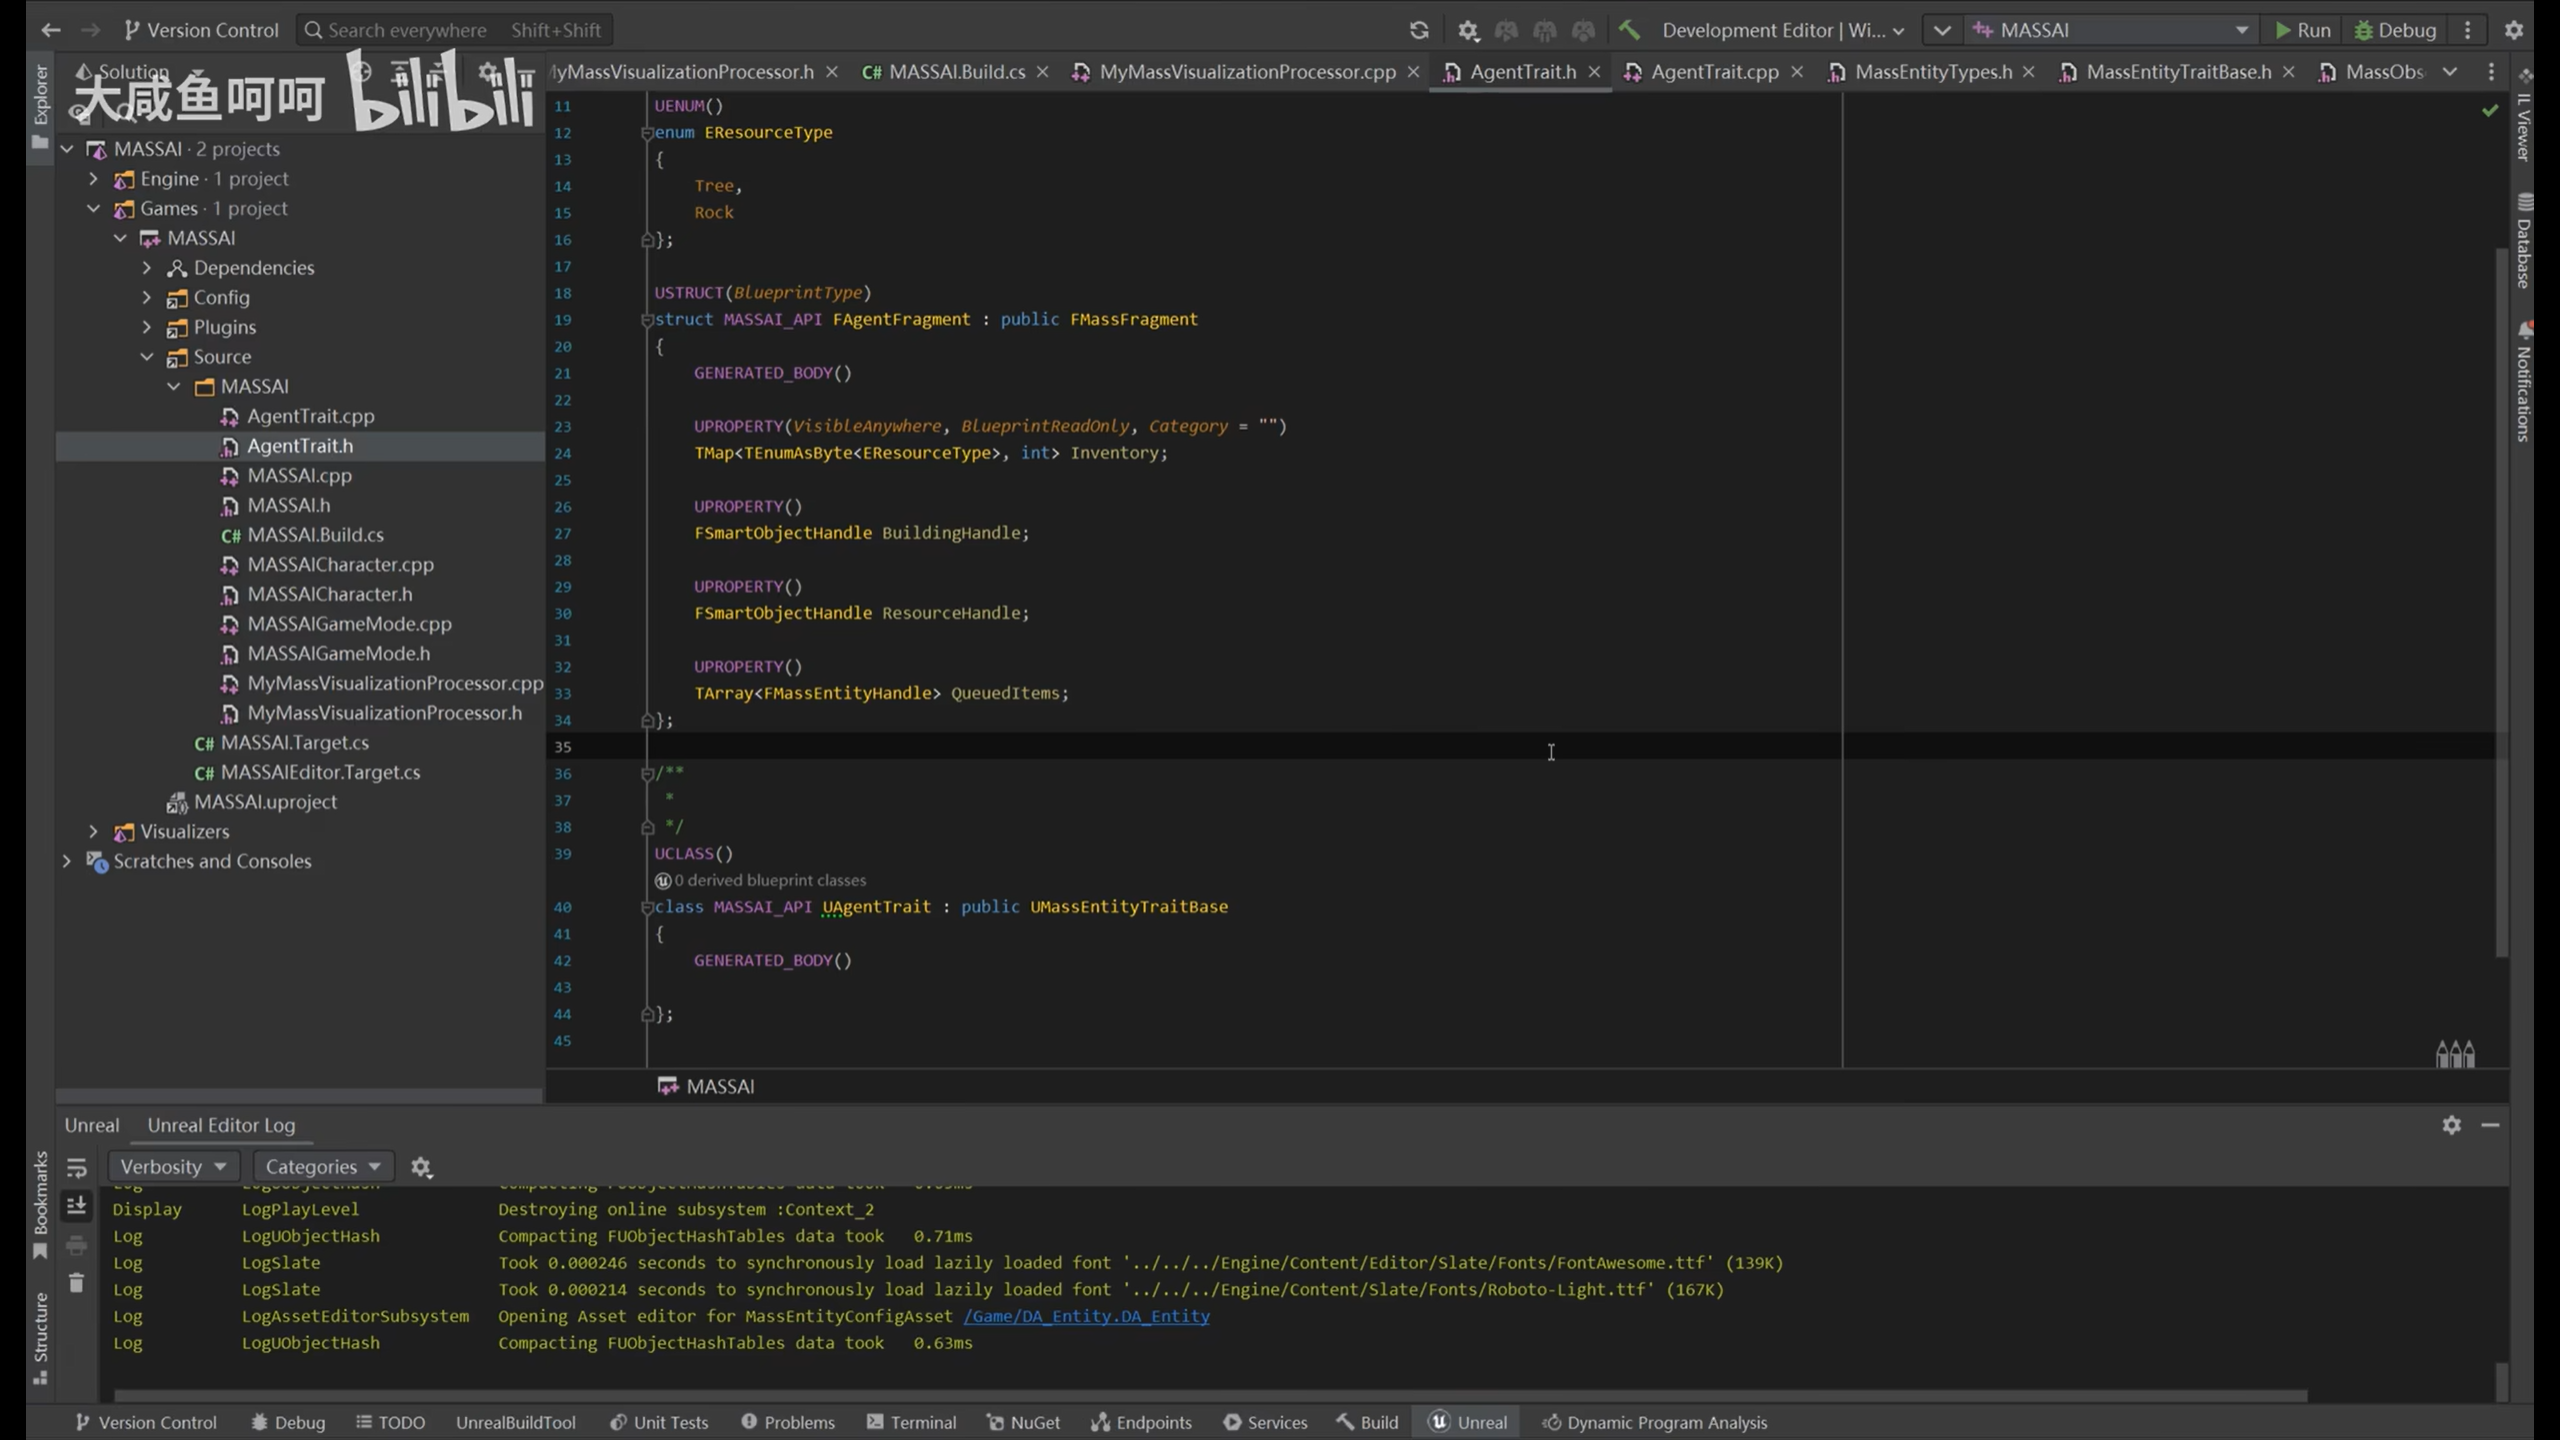 Version Control
Search everywhere Shift+Shift
Development Editor | Wi...
MASSAI
Run
Debug
Solution
大咸鱼呵呵 bilibili
MyMassVisualizationProcessor.h
C# MASSAI.Build.cs
MyMassVisualizationProcessor.cpp
AgentTrait.h
AgentTrait.cpp
MassEntityTypes.h
MassEntityTraitBase.h
MassObs
Explorer
MASSAI · 2 projects
Engine · 1 project
Games · 1 project
MASSAI
Dependencies
Config
Plugins
Source
MASSAI
AgentTrait.cpp
AgentTrait.h
MASSAI.cpp
MASSAI.h
C# MASSAI.Build.cs
MASSAICharacter.cpp
MASSAICharacter.h
MASSAIGameMode.cpp
MASSAIGameMode.h
MyMassVisualizationProcessor.cpp
MyMassVisualizationProcessor.h
C# MASSAI.Target.cs
C# MASSAIEditor.Target.cs
MASSAI.uproject
Visualizers
Scratches and Consoles
11 UENUM()
12 enum EResourceType
13 {
14 Tree,
15 Rock
16 };
17
18 USTRUCT(BlueprintType)
19 struct MASSAI_API FAgentFragment : public FMassFragment
20 {
21 GENERATED_BODY()
22
23 UPROPERTY(VisibleAnywhere, BlueprintReadOnly, Category = "")
24 TMap<TEnumAsByte<EResourceType>, int> Inventory;
25
26 UPROPERTY()
27 FSmartObjectHandle BuildingHandle;
28
29 UPROPERTY()
30 FSmartObjectHandle ResourceHandle;
31
32 UPROPERTY()
33 TArray<FMassEntityHandle> QueuedItems;
34 };
35
36 /**
37 *
38 */
39 UCLASS()
0 derived blueprint classes
40 class MASSAI_API UAgentTrait : public UMassEntityTraitBase
41 {
42 GENERATED_BODY()
43
44 };
45
MASSAI
IL Viewer
Database
Notifications
Unreal
Unreal Editor Log
Verbosity
Categories
Display LogPlayLevel Destroying online subsystem :Context_2
Log LogUObjectHash Compacting FUObjectHashTables data took 0.71ms
Log LogSlate Took 0.000246 seconds to synchronously load lazily loaded font '../../../Engine/Content/Editor/Slate/Fonts/FontAwesome.ttf' (139K)
Log LogSlate Took 0.000214 seconds to synchronously load lazily loaded font '../../../Engine/Content/Slate/Fonts/Roboto-Light.ttf' (167K)
Log LogAssetEditorSubsystem Opening Asset editor for MassEntityConfigAsset /Game/DA_Entity.DA_Entity
Log LogUObjectHash Compacting FUObjectHashTables data took 0.63ms
Bookmarks
Structure
Version Control
Debug
TODO
UnrealBuildTool
Unit Tests
Problems
Terminal
NuGet
Endpoints
Services
Build
Unreal
Dynamic Program Analysis